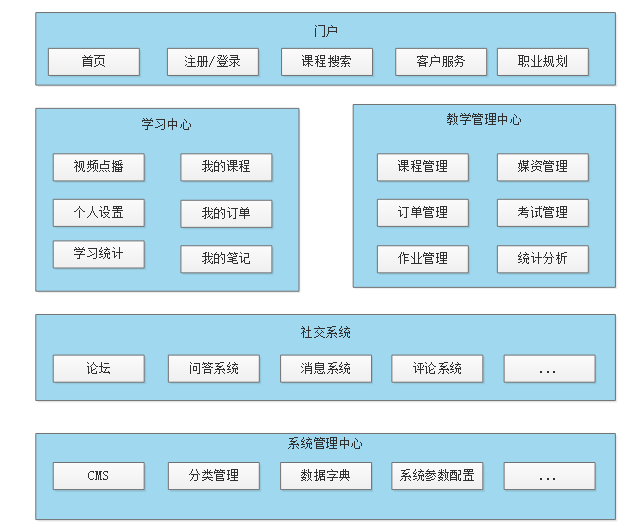 门户
首页
注册/登录
课程搜索
客户服务
职业规划
学习中心
视频点播
我的课程
个人设置
我的订单
学习统计
我的笔记
教学管理中心
课程管理
媒资管理
订单管理
考试管理
作业管理
统计分析
社交系统
论坛
问答系统
消息系统
评论系统
...
系统管理中心
CMS
分类管理
数据字典
系统参数配置
...